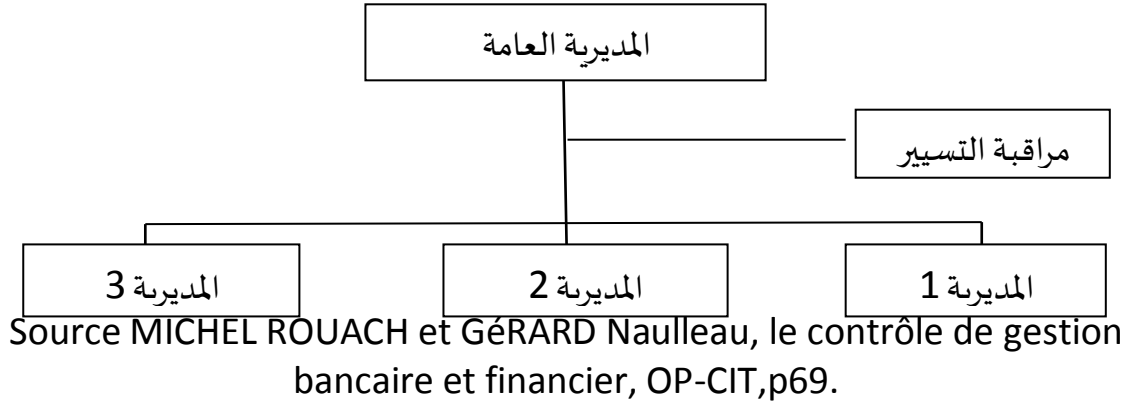 المديرية العامة
مراقبة التسيير
المديرية 1
المديرية 2
المديرية 3
Source MICHEL ROUACH et GéRARD Naulleau, le contrôle de gestion
bancaire et financier, OP-CIT,p69.